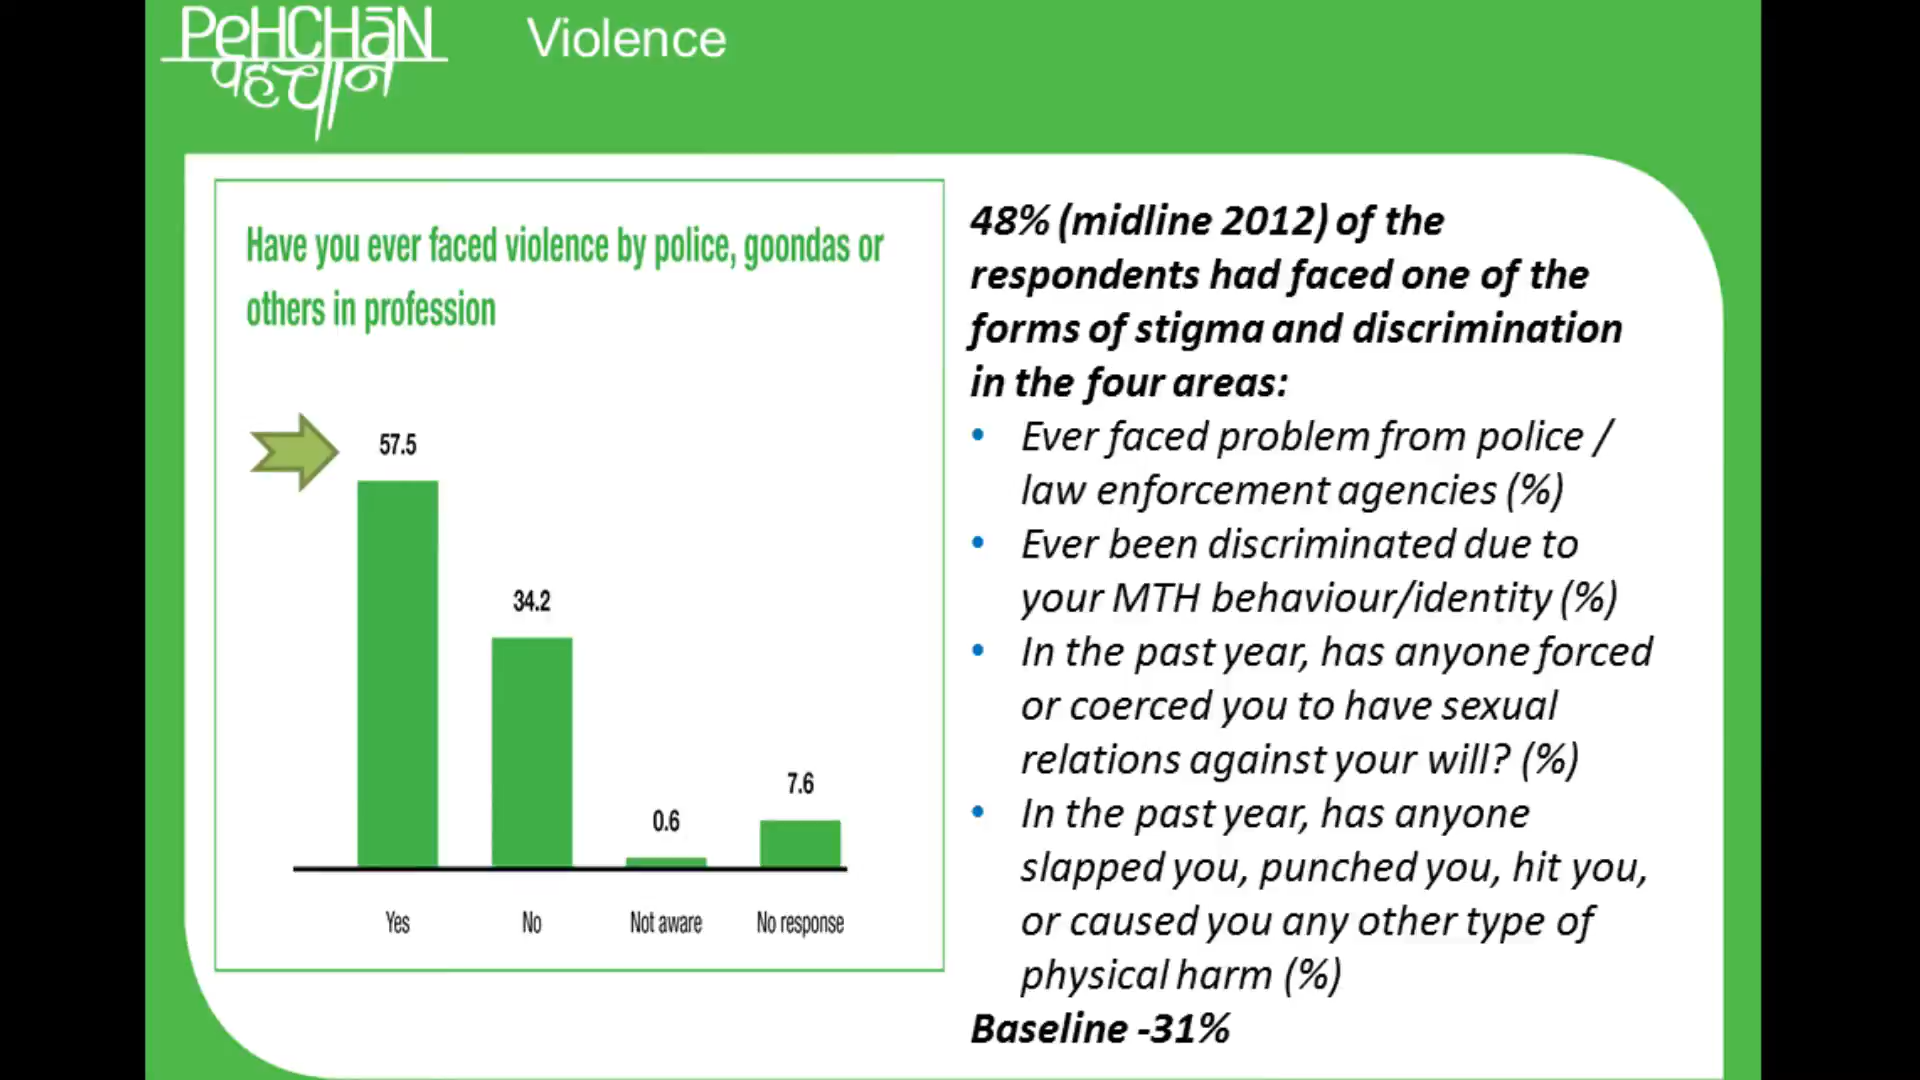 PeHCHāN
पहचान
Violence
Have you ever faced violence by police, goondas or
others in profession
57.5
34.2
0.6
7.6
Yes
No
Not aware
No response
48% (midline 2012) of the
respondents had faced one of the
forms of stigma and discrimination
in the four areas:
• Ever faced problem from police /
law enforcement agencies (%)
• Ever been discriminated due to
your MTH behaviour/identity (%)
• In the past year, has anyone forced
or coerced you to have sexual
relations against your will? (%)
• In the past year, has anyone
slapped you, punched you, hit you,
or caused you any other type of
physical harm (%)
Baseline -31%